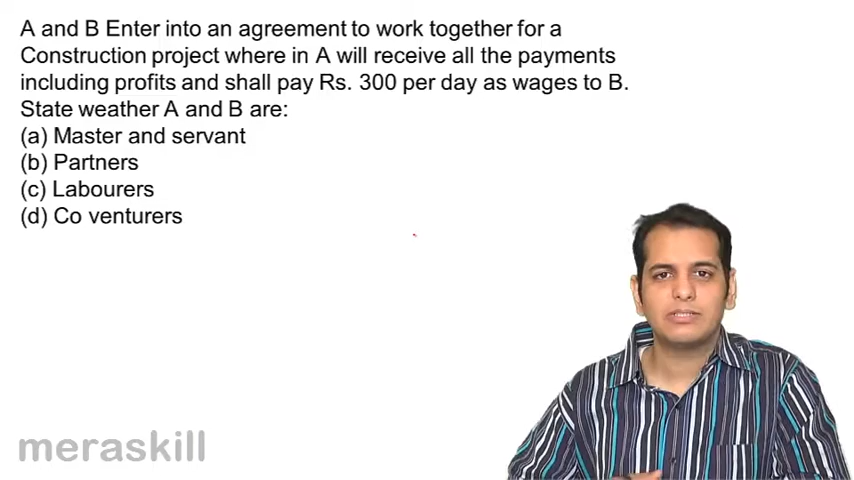 A and B Enter into an agreement to work together for a
Construction project where in A will receive all the payments
including profits and shall pay Rs. 300 per day as wages to B.
State weather A and B are:
(a) Master and servant
(b) Partners
(c) Labourers
(d) Co venturers
meraskill